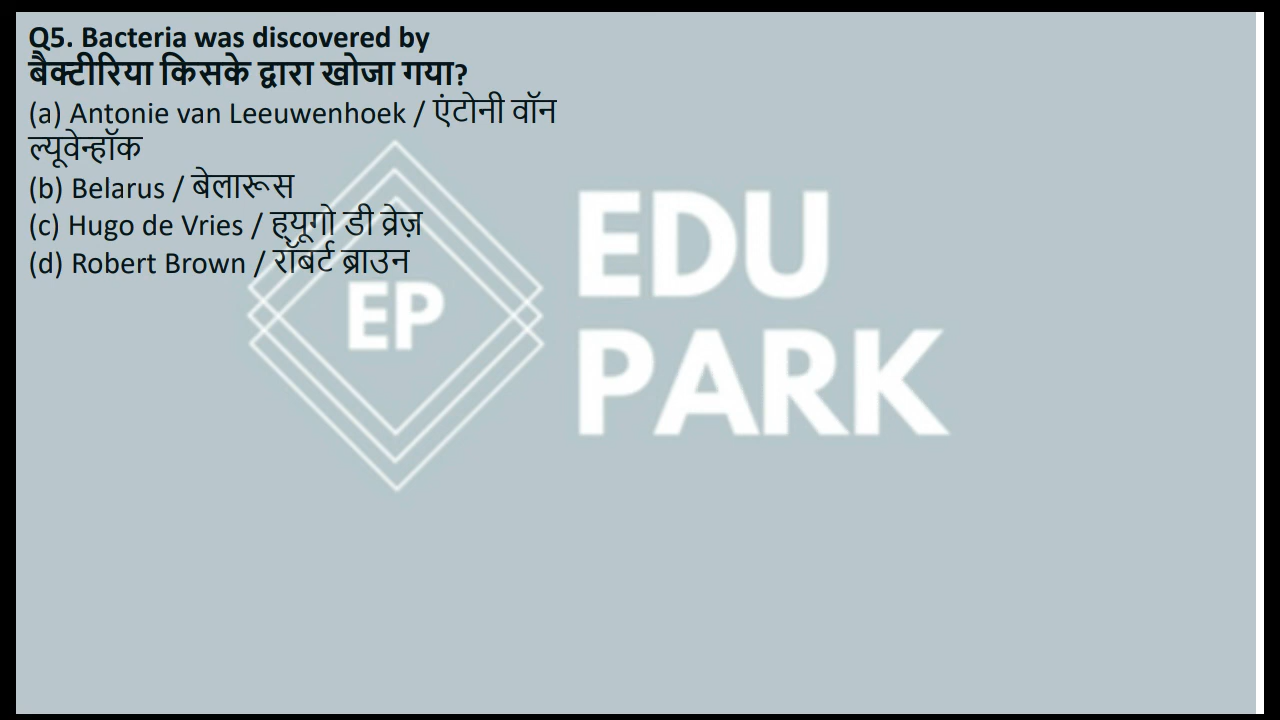 Q5. Bacteria was discovered by
बैक्टीरिया किसके द्वारा खोजा गया?
(a) Antonie van Leeuwenhoek / एंटोनी वॉन
ल्यूवेन्हॉक
(b) Belarus / बेलारूस
(c) Hugo de Vries / ह्यूगो डी व्रेज़
(d) Robert Brown / रॉबर्ट ब्राउन
EP
EDU
PARK